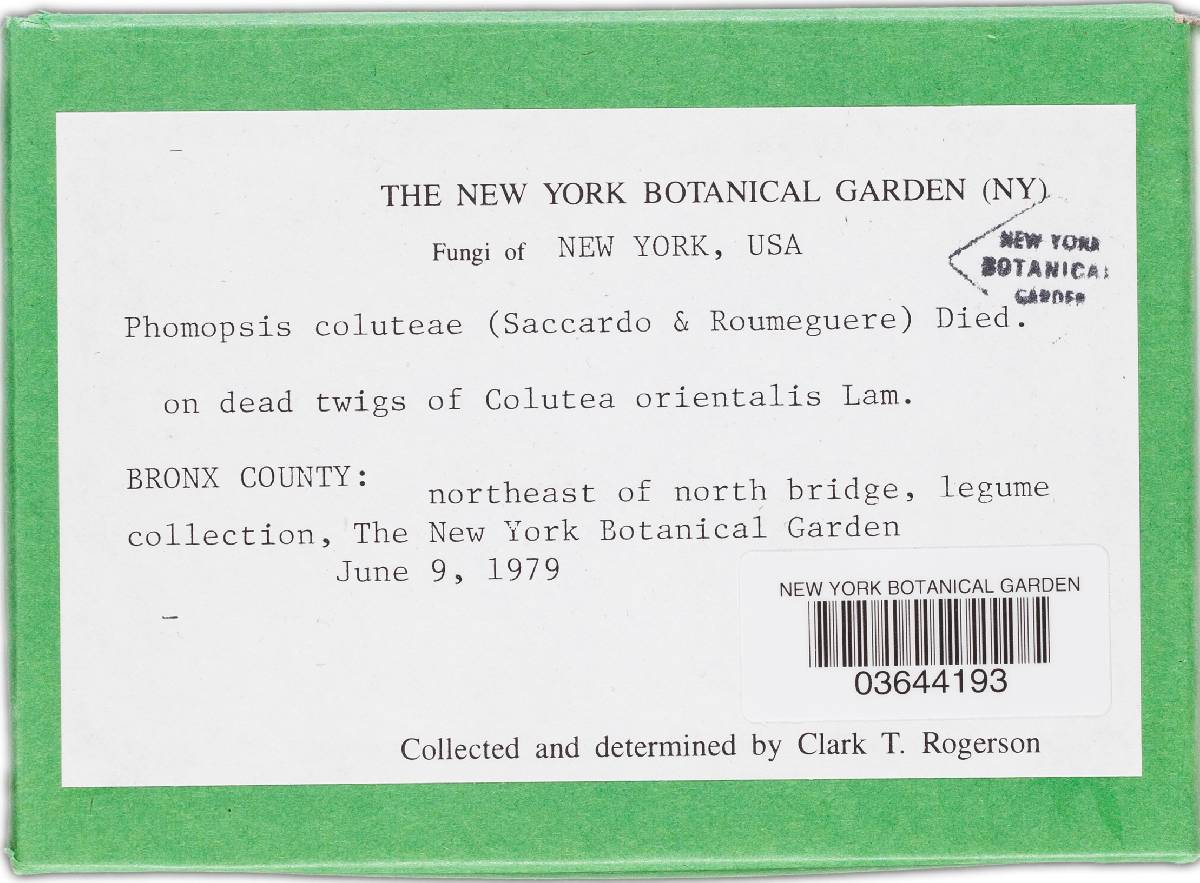 THE NEW YORK BOTANICAL GARDEN (NY)
Fungi of NEW YORK, USA
NEW YORK
BOTANICAL
GARDEN
Phomopsis coluteae (Saccardo & Roumeguere) Died.
on dead twigs of Colutea orientalis Lam.
BRONX COUNTY:
northeast of north bridge, legume
collection, The New York Botanical Garden
June 9, 1979
NEW YORK BOTANICAL GARDEN
03644193
Collected and determined by Clark T. Rogerson